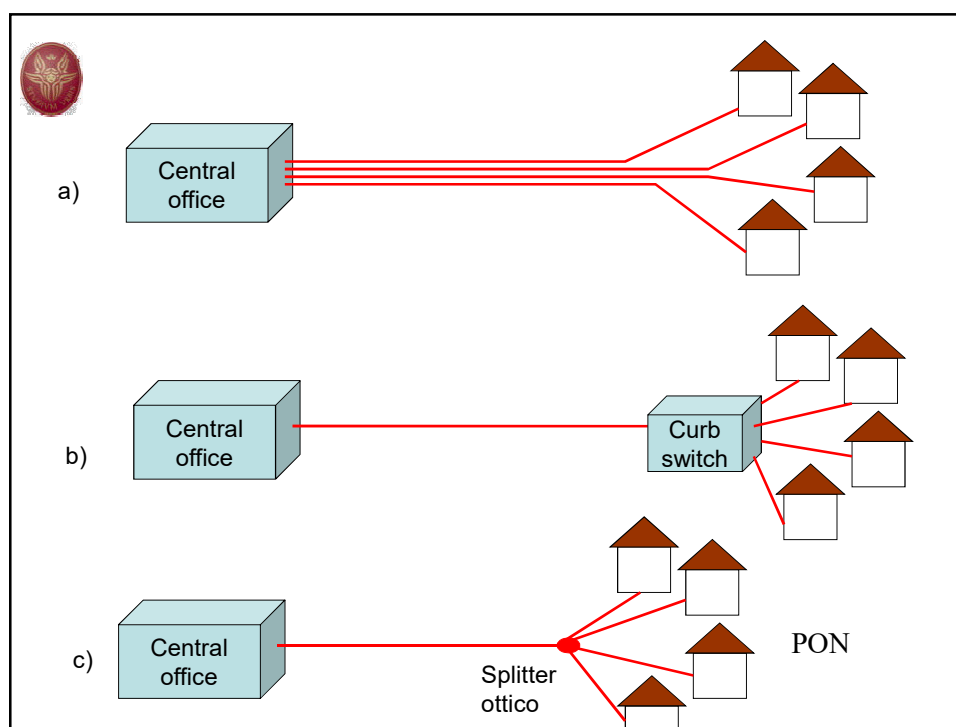 a)
Central
office
b)
Central
office
Curb
switch
c)
Central
office
Splitter
ottico
PON